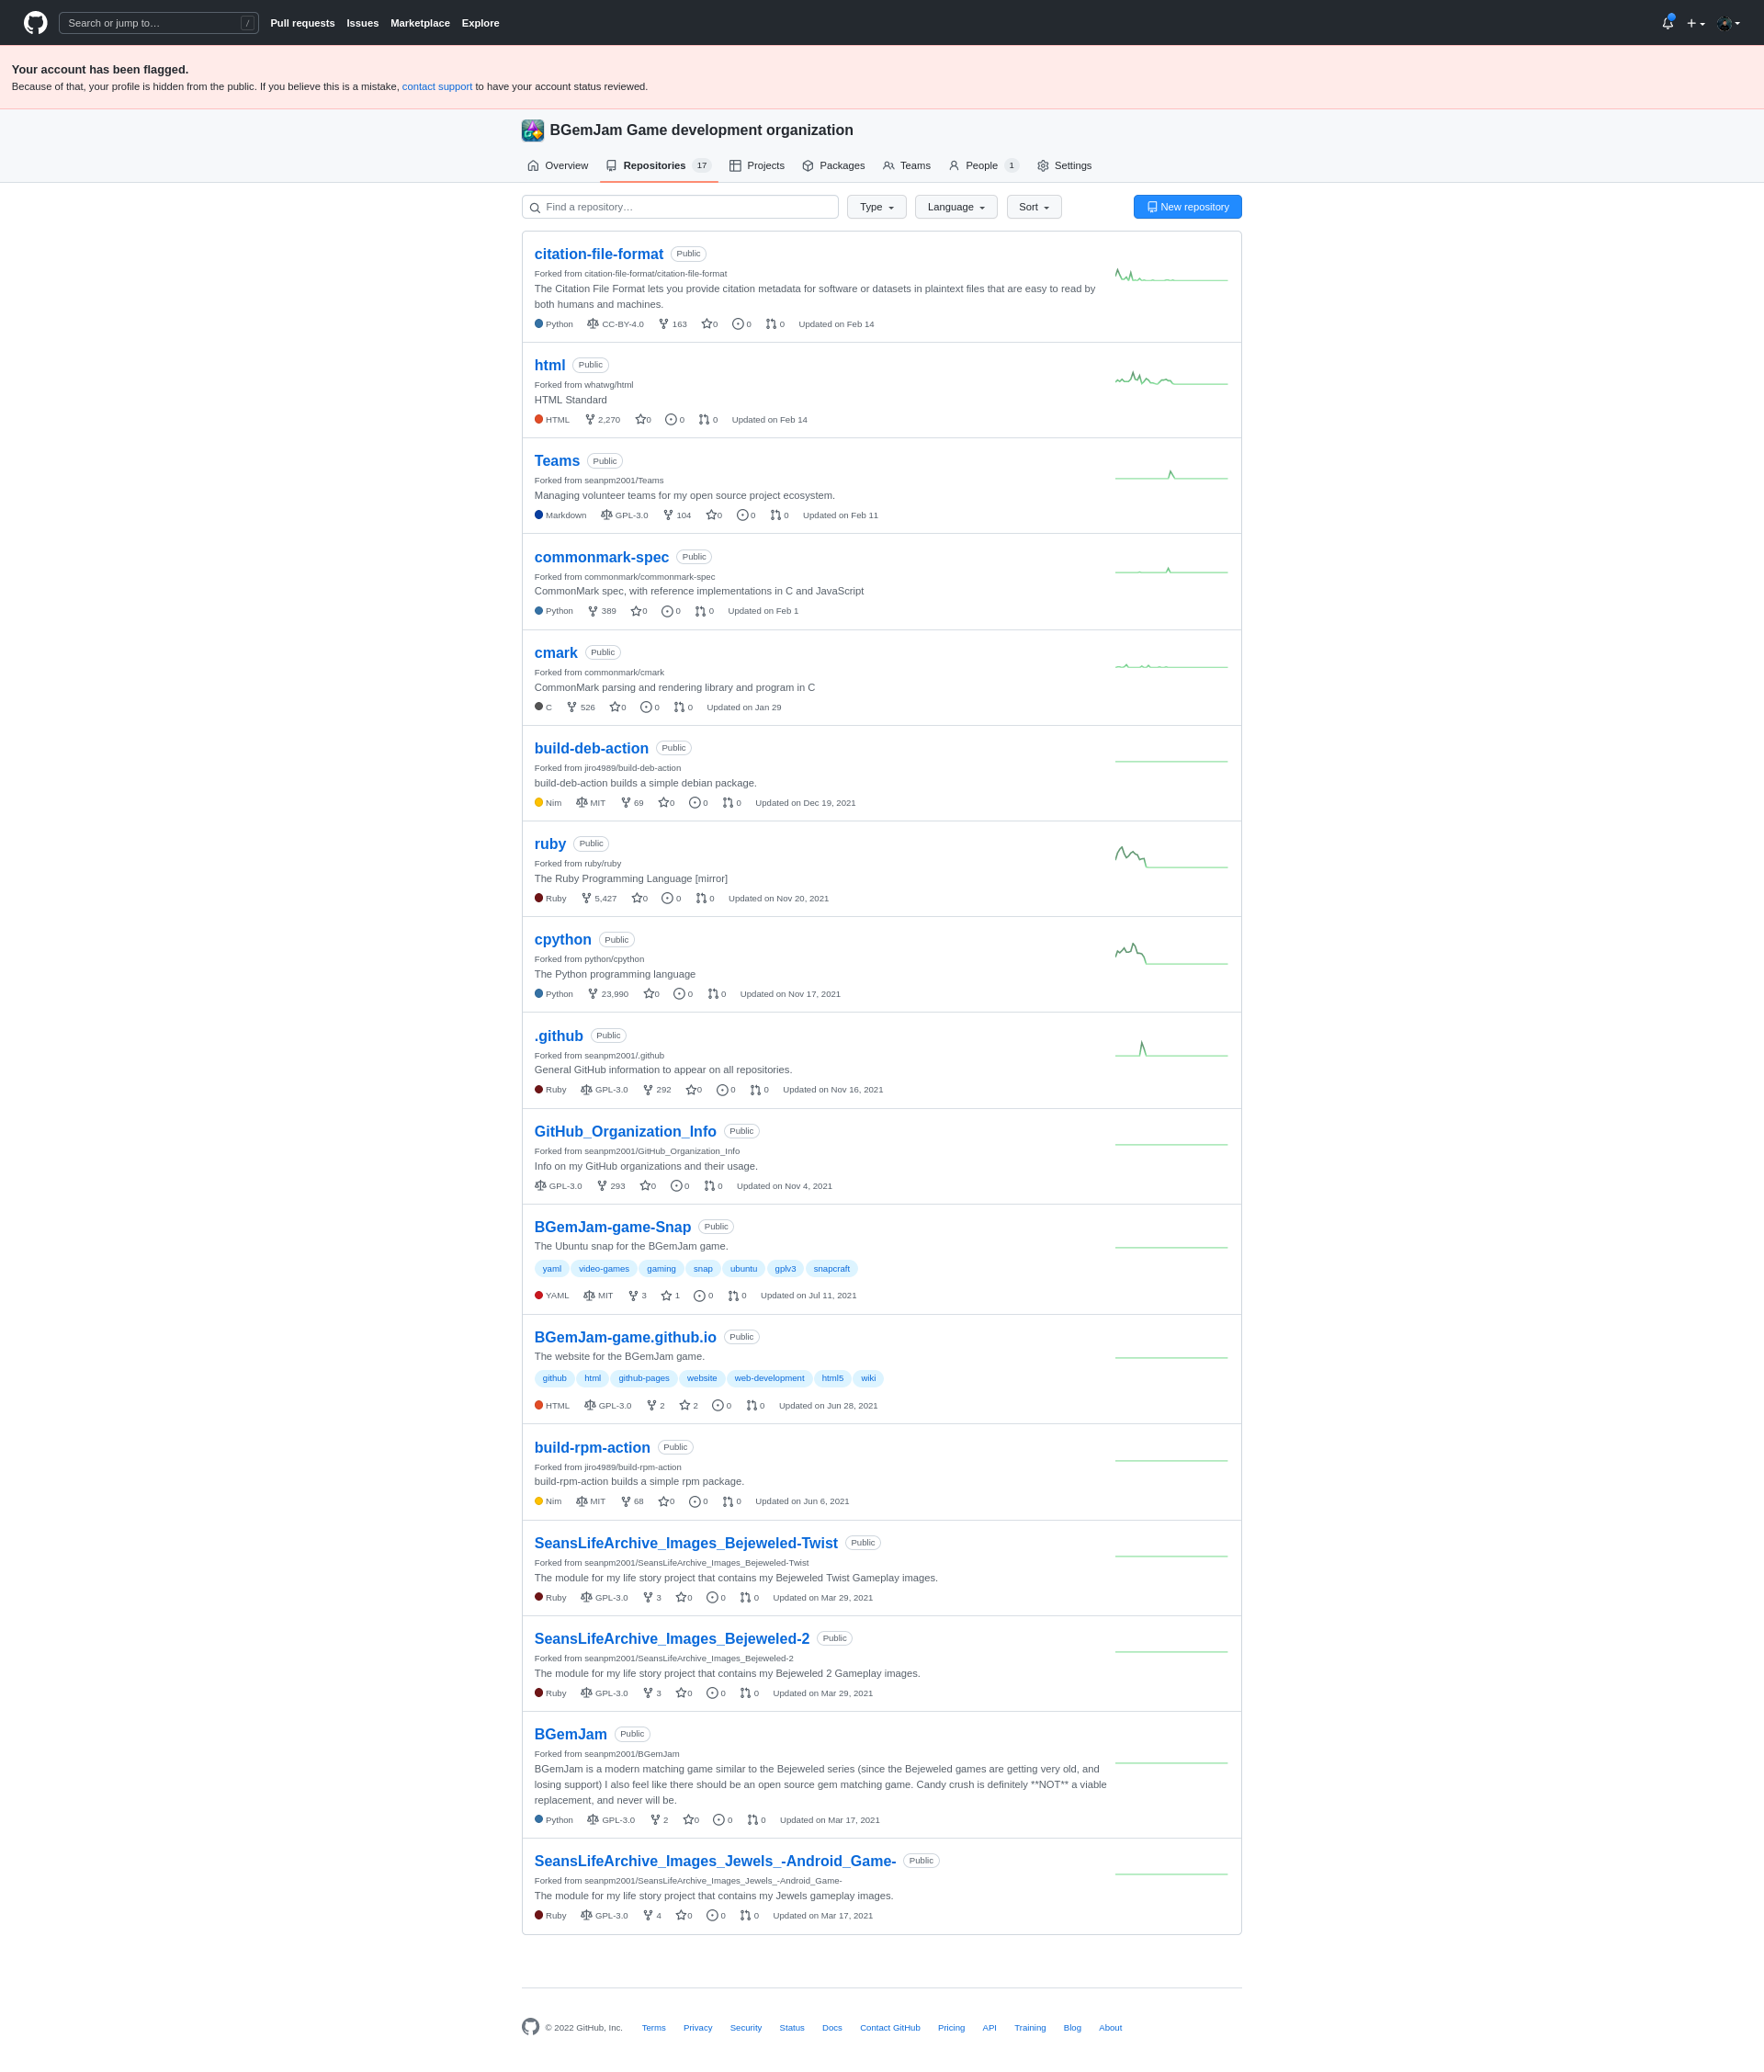 Search or jump to… /
Pull requests Issues Marketplace Explore
Your account has been flagged.
Because of that, your profile is hidden from the public. If you believe this is a mistake, contact support to have your account status reviewed.
BGemJam Game development organization
Overview Repositories 17 Projects Packages Teams People 1 Settings
Find a repository… Type Language Sort New repository
citation-file-format Public
Forked from citation-file-format/citation-file-format
The Citation File Format lets you provide citation metadata for software or datasets in plaintext files that are easy to read by
both humans and machines.
Python CC-BY-4.0 163 0 0 0 Updated on Feb 14
html Public
Forked from whatwg/html
HTML Standard
HTML 2,270 0 0 0 Updated on Feb 14
Teams Public
Forked from seanpm2001/Teams
Managing volunteer teams for my open source project ecosystem.
Markdown GPL-3.0 104 0 0 0 Updated on Feb 11
commonmark-spec Public
Forked from commonmark/commonmark-spec
CommonMark spec, with reference implementations in C and JavaScript
Python 389 0 0 0 Updated on Feb 1
cmark Public
Forked from commonmark/cmark
CommonMark parsing and rendering library and program in C
C 526 0 0 0 Updated on Jan 29
build-deb-action Public
Forked from jiro4989/build-deb-action
build-deb-action builds a simple debian package.
Nim MIT 69 0 0 0 Updated on Dec 19, 2021
ruby Public
Forked from ruby/ruby
The Ruby Programming Language [mirror]
Ruby 5,427 0 0 0 Updated on Nov 20, 2021
cpython Public
Forked from python/cpython
The Python programming language
Python 23,990 0 0 0 Updated on Nov 17, 2021
.github Public
Forked from seanpm2001/.github
General GitHub information to appear on all repositories.
Ruby GPL-3.0 292 0 0 0 Updated on Nov 16, 2021
GitHub_Organization_Info Public
Forked from seanpm2001/GitHub_Organization_Info
Info on my GitHub organizations and their usage.
GPL-3.0 293 0 0 0 Updated on Nov 4, 2021
BGemJam-game-Snap Public
The Ubuntu snap for the BGemJam game.
yaml video-games gaming snap ubuntu gplv3 snapcraft
YAML MIT 3 1 0 0 Updated on Jul 11, 2021
BGemJam-game.github.io Public
The website for the BGemJam game.
github html github-pages website web-development html5 wiki
HTML GPL-3.0 2 2 0 0 Updated on Jun 28, 2021
build-rpm-action Public
Forked from jiro4989/build-rpm-action
build-rpm-action builds a simple rpm package.
Nim MIT 68 0 0 0 Updated on Jun 6, 2021
SeansLifeArchive_Images_Bejeweled-Twist Public
Forked from seanpm2001/SeansLifeArchive_Images_Bejeweled-Twist
The module for my life story project that contains my Bejeweled Twist Gameplay images.
Ruby GPL-3.0 3 0 0 0 Updated on Mar 29, 2021
SeansLifeArchive_Images_Bejeweled-2 Public
Forked from seanpm2001/SeansLifeArchive_Images_Bejeweled-2
The module for my life story project that contains my Bejeweled 2 Gameplay images.
Ruby GPL-3.0 3 0 0 0 Updated on Mar 29, 2021
BGemJam Public
Forked from seanpm2001/BGemJam
BGemJam is a modern matching game similar to the Bejeweled series (since the Bejeweled games are getting very old, and
losing support) I also feel like there should be an open source gem matching game. Candy crush is definitely **NOT** a viable
replacement, and never will be.
Python GPL-3.0 2 0 0 0 Updated on Mar 17, 2021
SeansLifeArchive_Images_Jewels_-Android_Game- Public
Forked from seanpm2001/SeansLifeArchive_Images_Jewels_-Android_Game-
The module for my life story project that contains my Jewels gameplay images.
Ruby GPL-3.0 4 0 0 0 Updated on Mar 17, 2021
© 2022 GitHub, Inc. Terms Privacy Security Status Docs Contact GitHub Pricing API Training Blog About